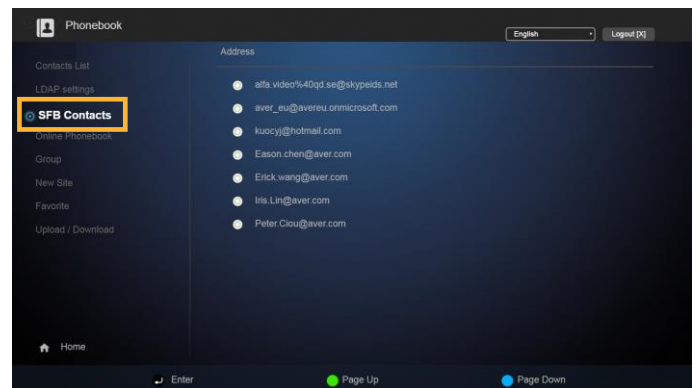 Phonebook
English
Logout [X]
Address
Contacts List
LDAP settings
SFB Contacts
Online Phonebook
Group
New Site
Favorite
Upload / Download
alfa.video%40qd.se@skypeids.net
aver_eu@avereu.onmicrosoft.com
kuocyj@hotmail.com
Eason.chen@aver.com
Erick.wang@aver.com
Iris.Lin@aver.com
Peter.Ciou@aver.com
Home
Enter
Page Up
Page Down